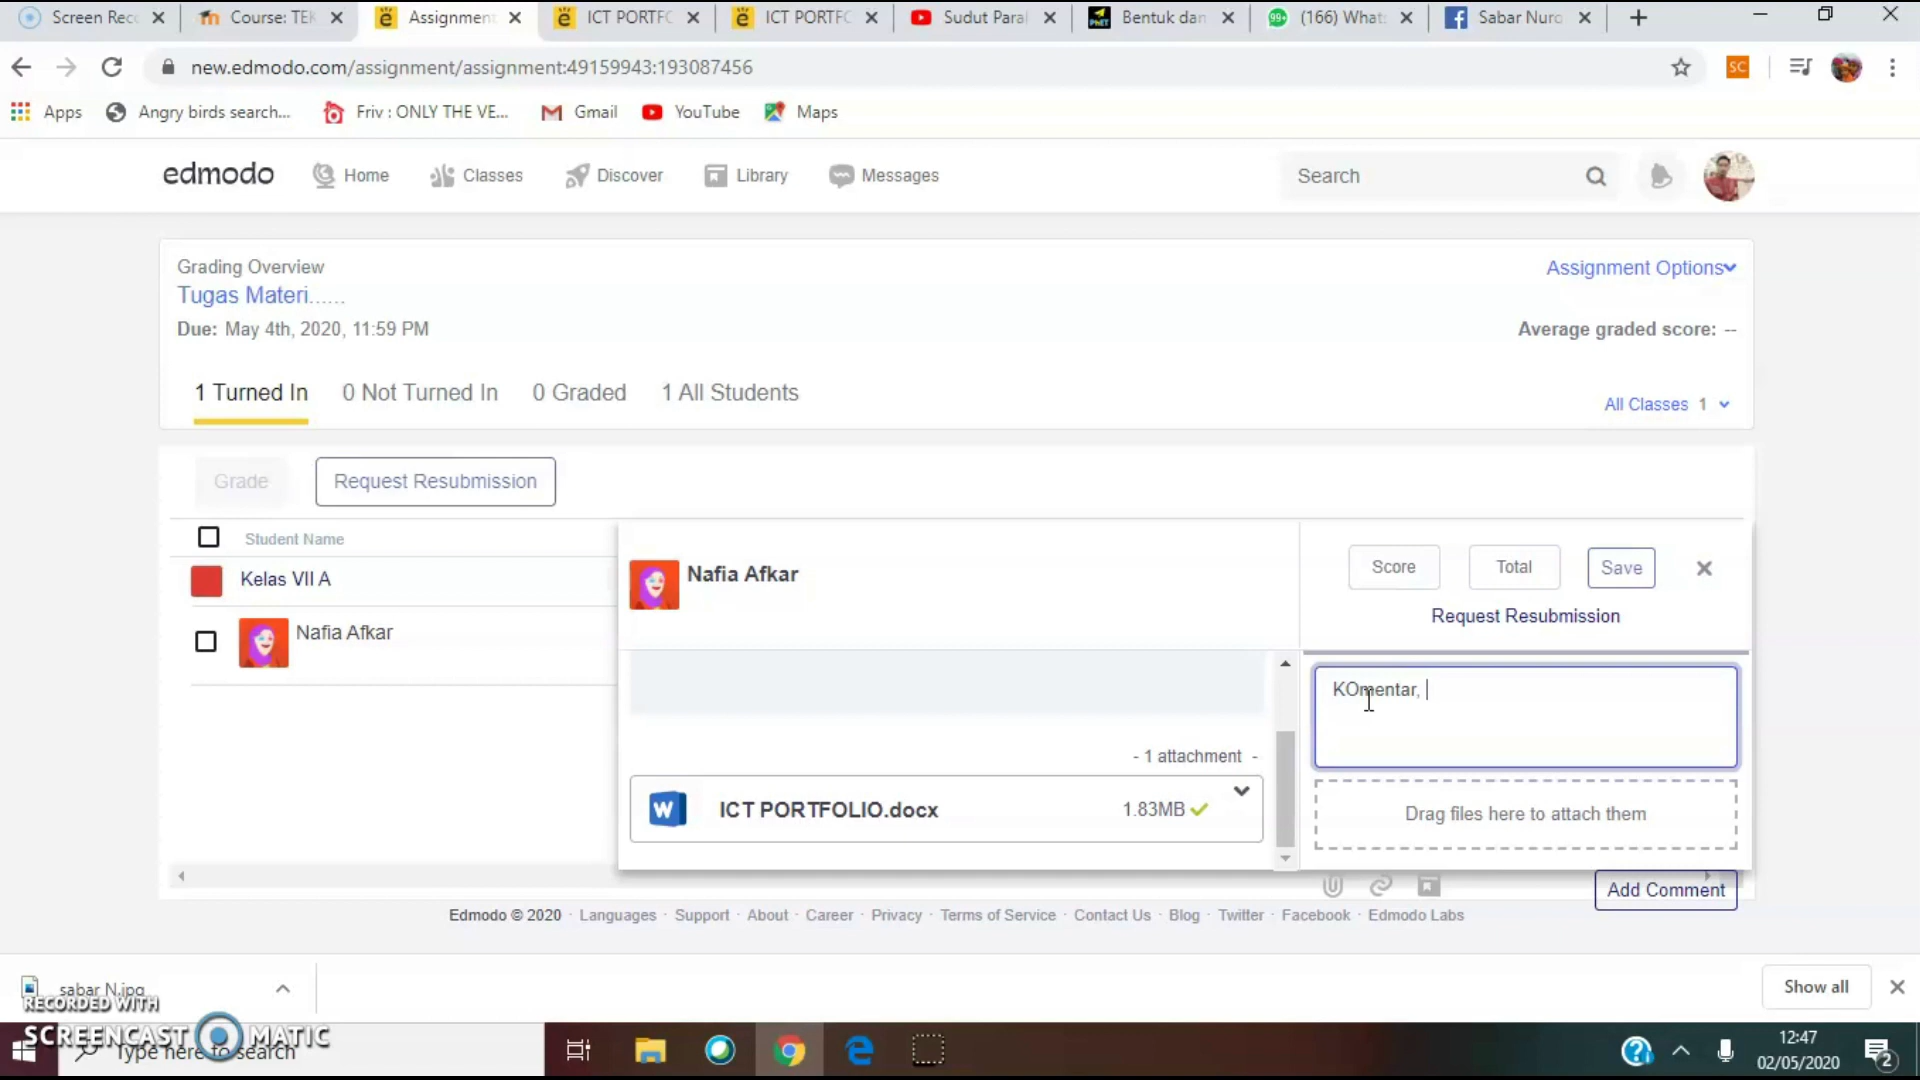 Screen Rec
Course: TEK
Assignment
ICT PORTFO
ICT PORTFO
Sudut Paral
Bentuk dan
(166) Whats
Sabar Nuro
new.edmodo.com/assignment/assignment:49159943:193087456
SC
Apps
Angry birds search...
Friv : ONLY THE VE...
Gmail
YouTube
Maps
edmodo
Home
Classes
Discover
Library
Messages
Search
Grading Overview
Assignment Options
Tugas Materi......
Due: May 4th, 2020, 11:59 PM
Average graded score: --
1 Turned In
0 Not Turned In
0 Graded
1 All Students
All Classes 1
Grade
Request Resubmission
Student Name
Kelas VII A
Nafia Afkar
Nafia Afkar
Score
Total
Save
Request Resubmission
KOmentar,
- 1 attachment -
ICT PORTFOLIO.docx
1.83MB
Drag files here to attach them
Add Comment
Edmodo © 2020 · Languages · Support · About · Career · Privacy · Terms of Service · Contact Us · Blog · Twitter · Facebook · Edmodo Labs
sabar N.jpg
Show all
RECORDED WITH
SCREENCAST MATIC
Type here to search
12:47
02/05/2020
2